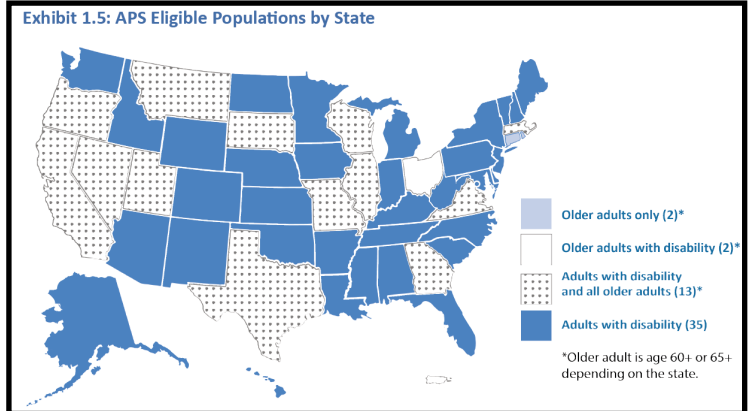 Exhibit 1.5: APS Eligible Populations by State
Older adults only (2)*
Older adults with disability (2)*
Adults with disability
and all older adults (13)*
Adults with disability (35)
*Older adult is age 60+ or 65+
depending on the state.